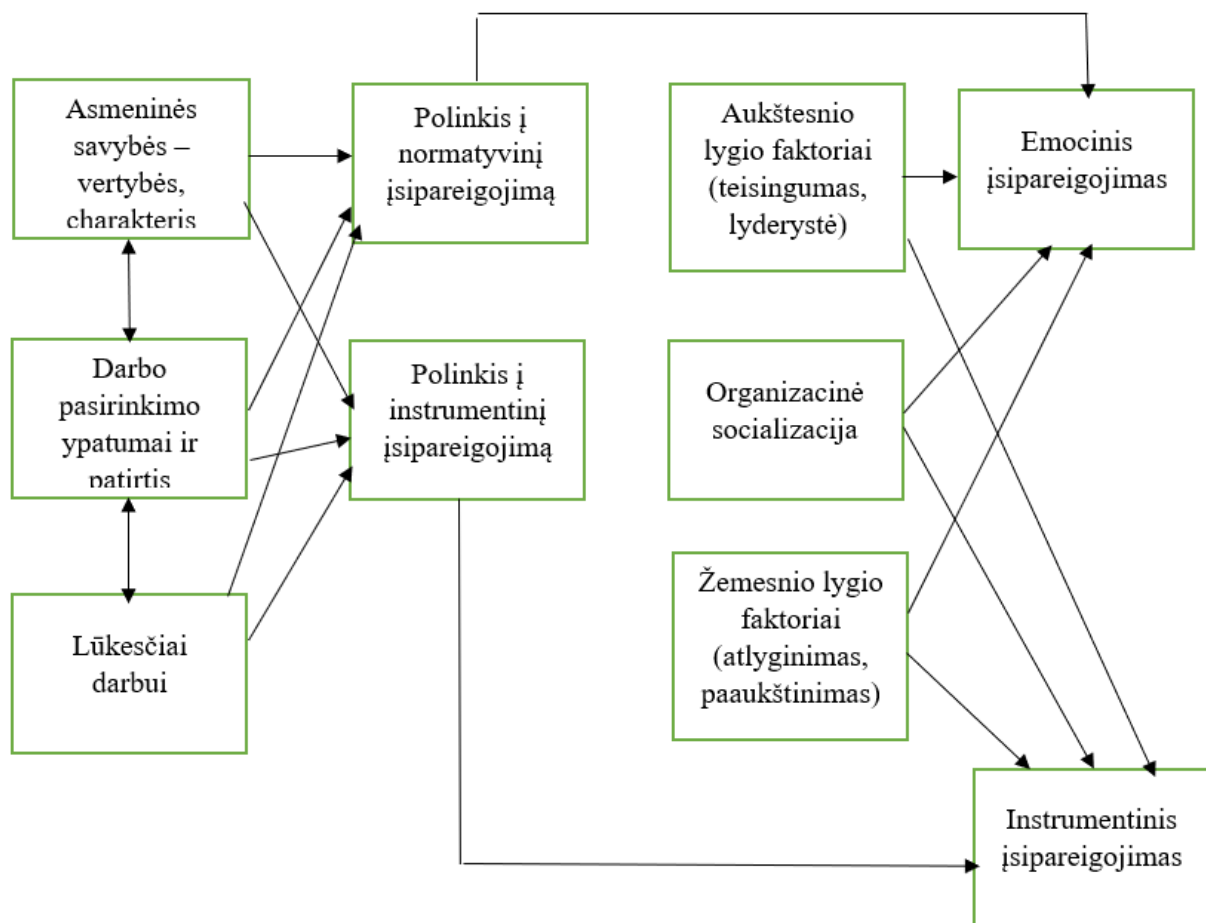 Asmeninės
savybės –
vertybės,
charakteris
Polinkis į
normatyvinį
įsipareigojimą
Aukštesnio
lygio faktoriai
(teisingumas,
lyderystė)
Emocinis
įsipareigojimas
Darbo
pasirinkimo
ypatumai ir
patirtis
Polinkis į
instrumentinį
įsipareigojimą
Organizacinė
socializacija
Lūkesčiai
darbui
Žemesnio lygio
faktoriai
(atlyginimas,
paaukštinimas)
Instrumentinis
įsipareigojimas